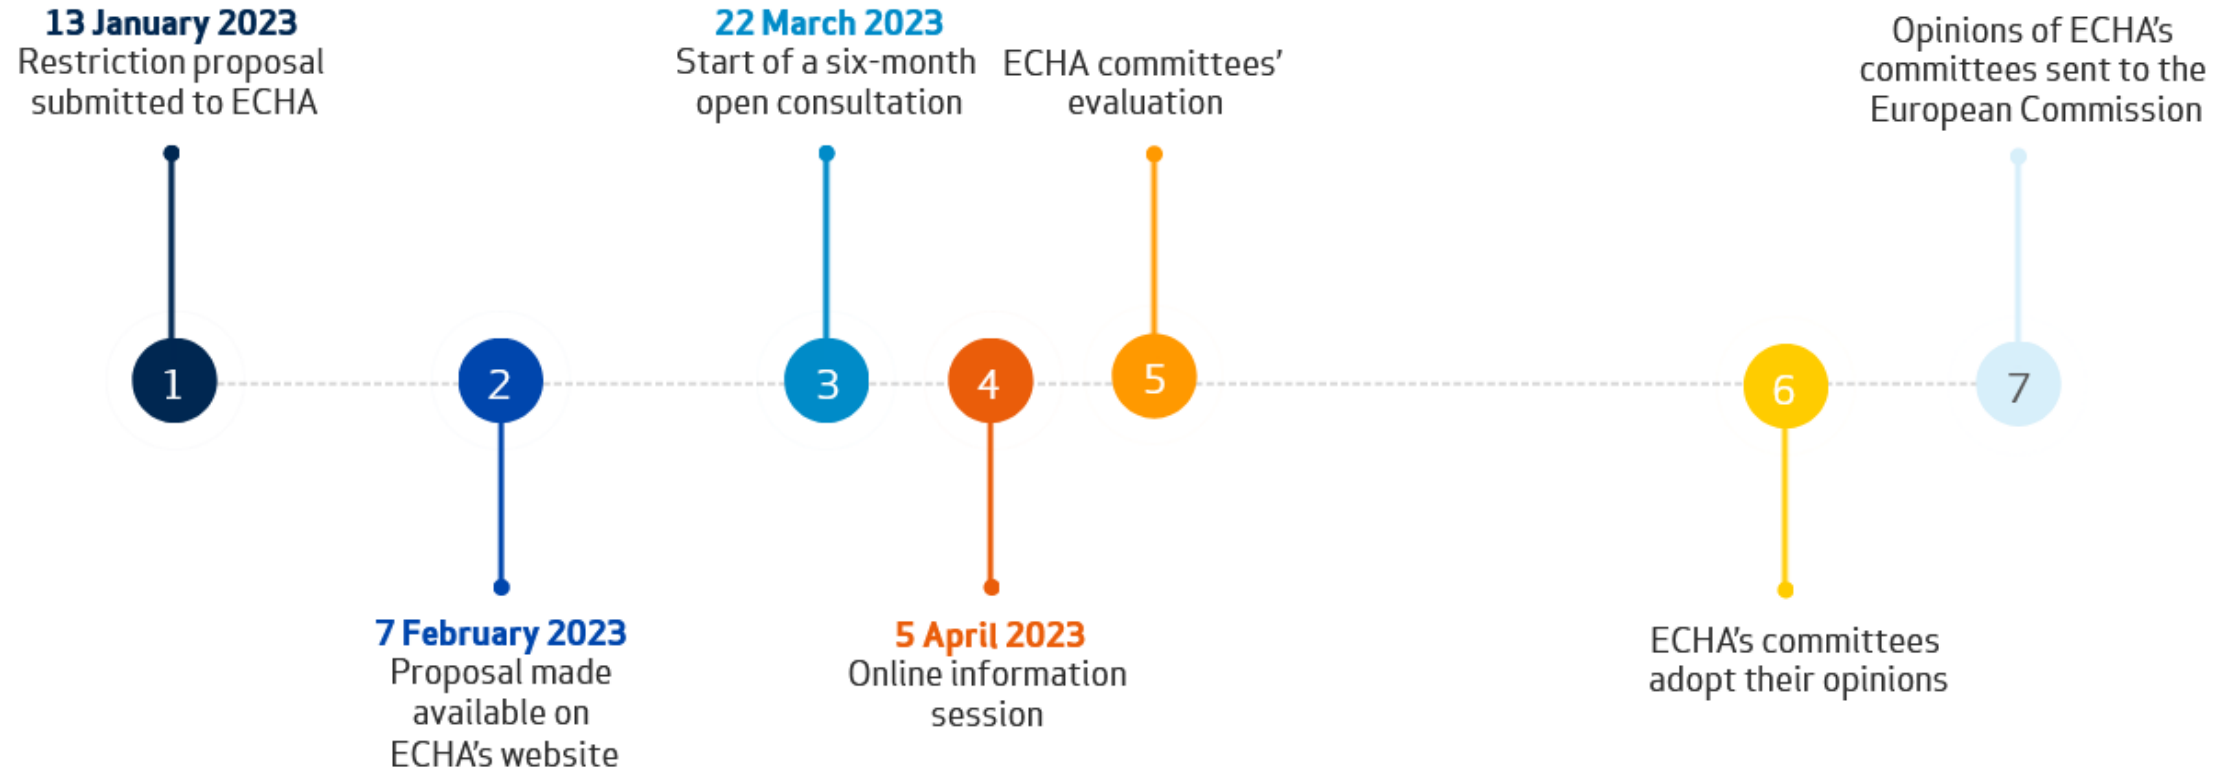 13 January 2023
Restriction proposal
submitted to ECHA
22 March 2023
Start of a six-month
open consultation
ECHA committees’
evaluation
Opinions of ECHA’s
committees sent to the
European Commission
1
2
3
4
5
6
7
7 February 2023
Proposal made
available on
ECHA’s website
5 April 2023
Online information
session
ECHA’s committees
adopt their opinions